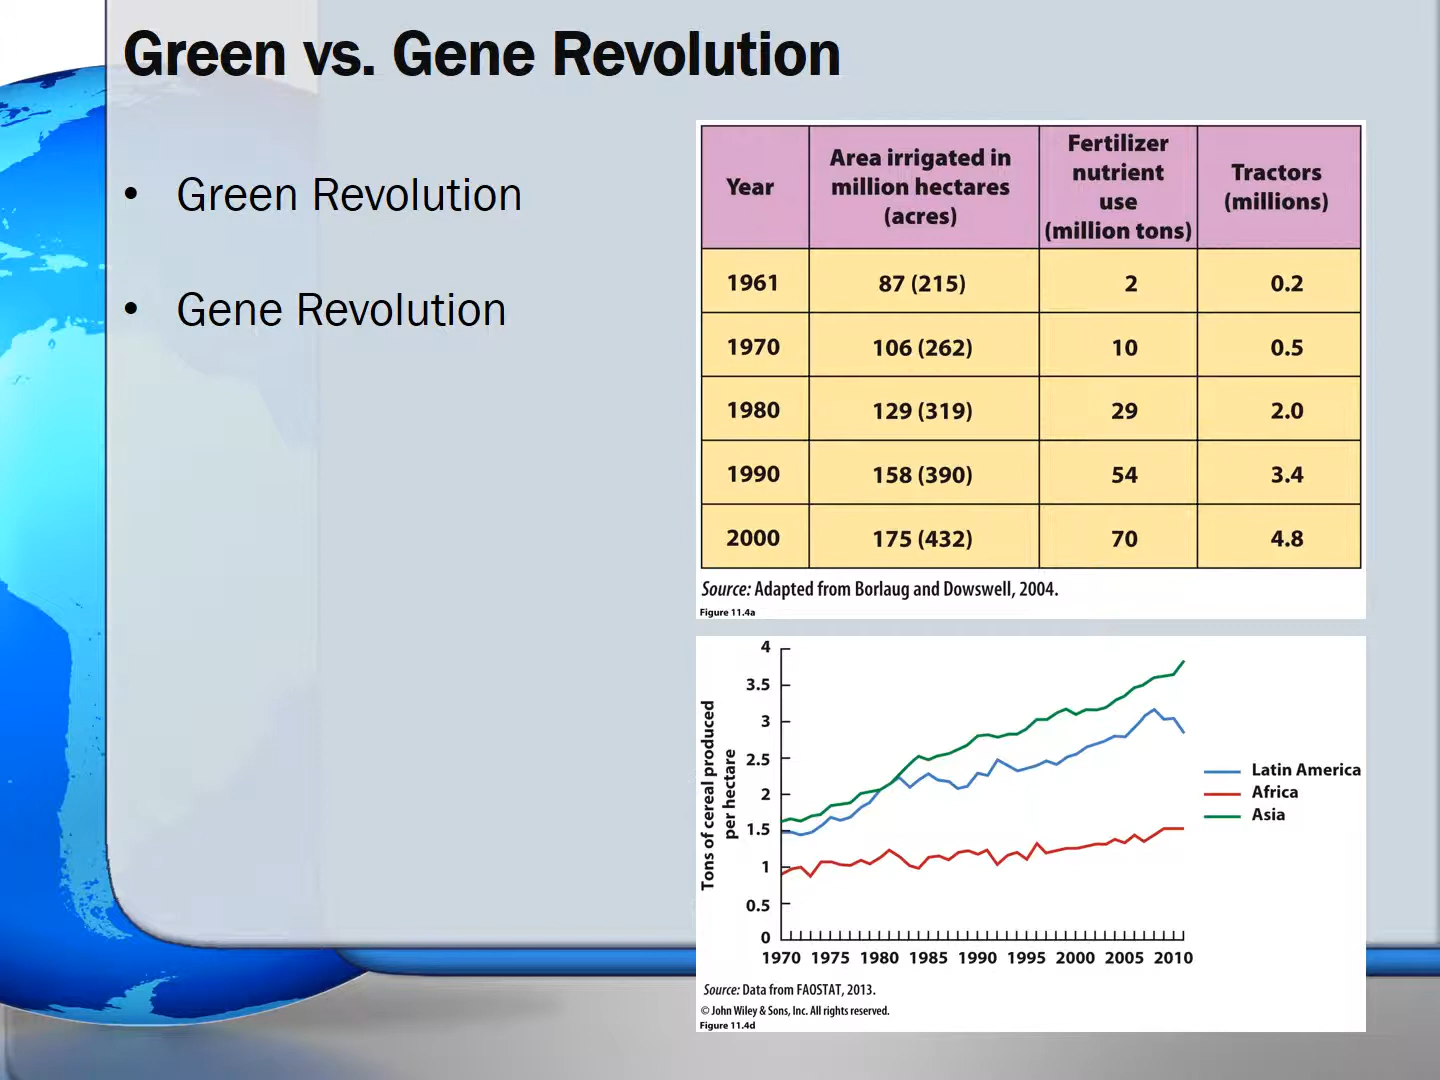 Green vs. Gene Revolution
• Green Revolution
• Gene Revolution
Year
Area irrigated in
million hectares
(acres)
Fertilizer
nutrient
use
(million tons)
Tractors
(millions)
1961 87 (215) 2 0.2
1970 106 (262) 10 0.5
1980 129 (319) 29 2.0
1990 158 (390) 54 3.4
2000 175 (432) 70 4.8
Source: Adapted from Borlaug and Dowswell, 2004.
Figure 11.4a
Tons of cereal produced
per hectare
4
3.5
3
2.5
2
1.5
1
0.5
0
1970 1975 1980 1985 1990 1995 2000 2005 2010
Latin America
Africa
Asia
Source: Data from FAOSTAT, 2013.
© John Wiley & Sons, Inc. All rights reserved.
Figure 11.4d